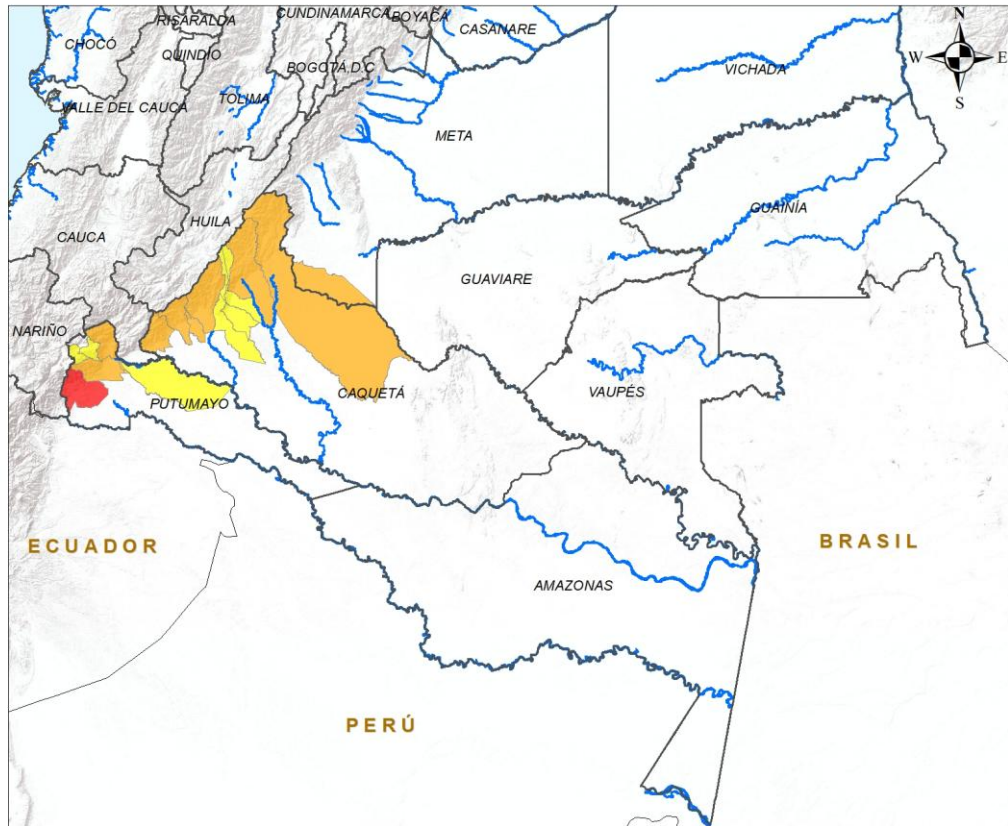 CUNDINAMARCA
BOYACÁ
RISARALDA
CASANARE
N
CHOCÓ
QUINDÍO
BOGOTÁ D.C
VICHADA
W
E
S
VALLE DEL CAUCA
TOLIMA
META
HUILA
GUAINÍA
CAUCA
GUAVIARE
NARIÑO
CAQUETÁ
VAUPÉS
PUTUMAYO
ECUADOR
BRASIL
AMAZONAS
PERÚ